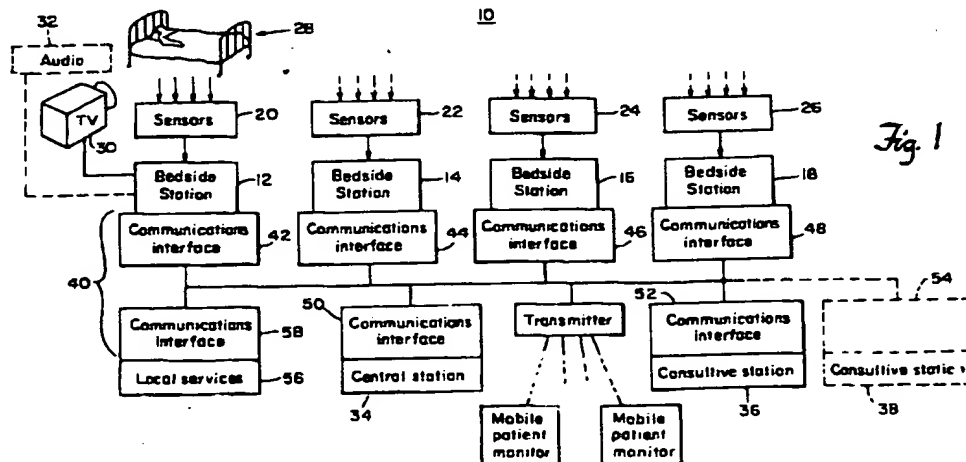 10
32
28
Audio
TV
30
Sensors
20
Sensors
22
Sensors
24
Sensors
26
Fig. 1
Bedside Station
12
Bedside Station
14
Bedside Station
16
Bedside Station
18
Communications interface
42
Communications interface
44
Communications interface
46
Communications interface
48
40
54
Communications Interface
58
50
Communications interface
Transmitter
52
Communications interface
Local services
56
Central station
34
Consultive station
36
Consultive static
38
Mobile patient monitor
Mobile patient monitor